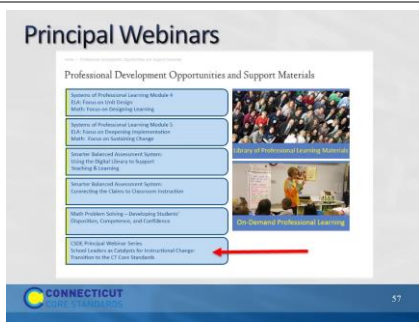 Principal Webinars
Professional Development Opportunities and Support Materials
Systems of Professional Learning Module 4
ELA: Focus on Unit Design
Math: Focus on Designing Learning
Systems of Professional Learning Module 5
ELA: Focus on Deepening Implementation
Math: Focus on Sustaining Change
Smarter Balanced Assessment System:
Using the Digital Library to Support
Teaching & Learning
Smarter Balanced Assessment System:
Connecting the Claims to Classroom Instruction
Math Problem Solving – Developing Students'
Disposition, Competence, and Confidence
CSDE Principal Webinar Series
School Leaders as Catalysts for Instructional Change:
Transition to the CT Core Standards
Library of Professional Learning Materials
On-Demand Professional Learning
CONNECTICUT
CORE STANDARDS
57